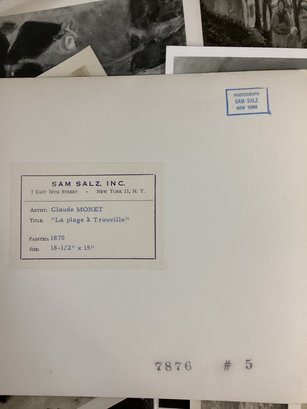 PHOTOGRAPH
SAM SALZ
NEW YORK
SAM SALZ, INC.
7 EAST 76TH STREET · NEW YORK 21, N. Y.
ARTIST: Claude MONET
TITLE: "La plage à Trouville"
PAINTED: 1870
SIZE: 18-1/2" x 15"
7876 # 5